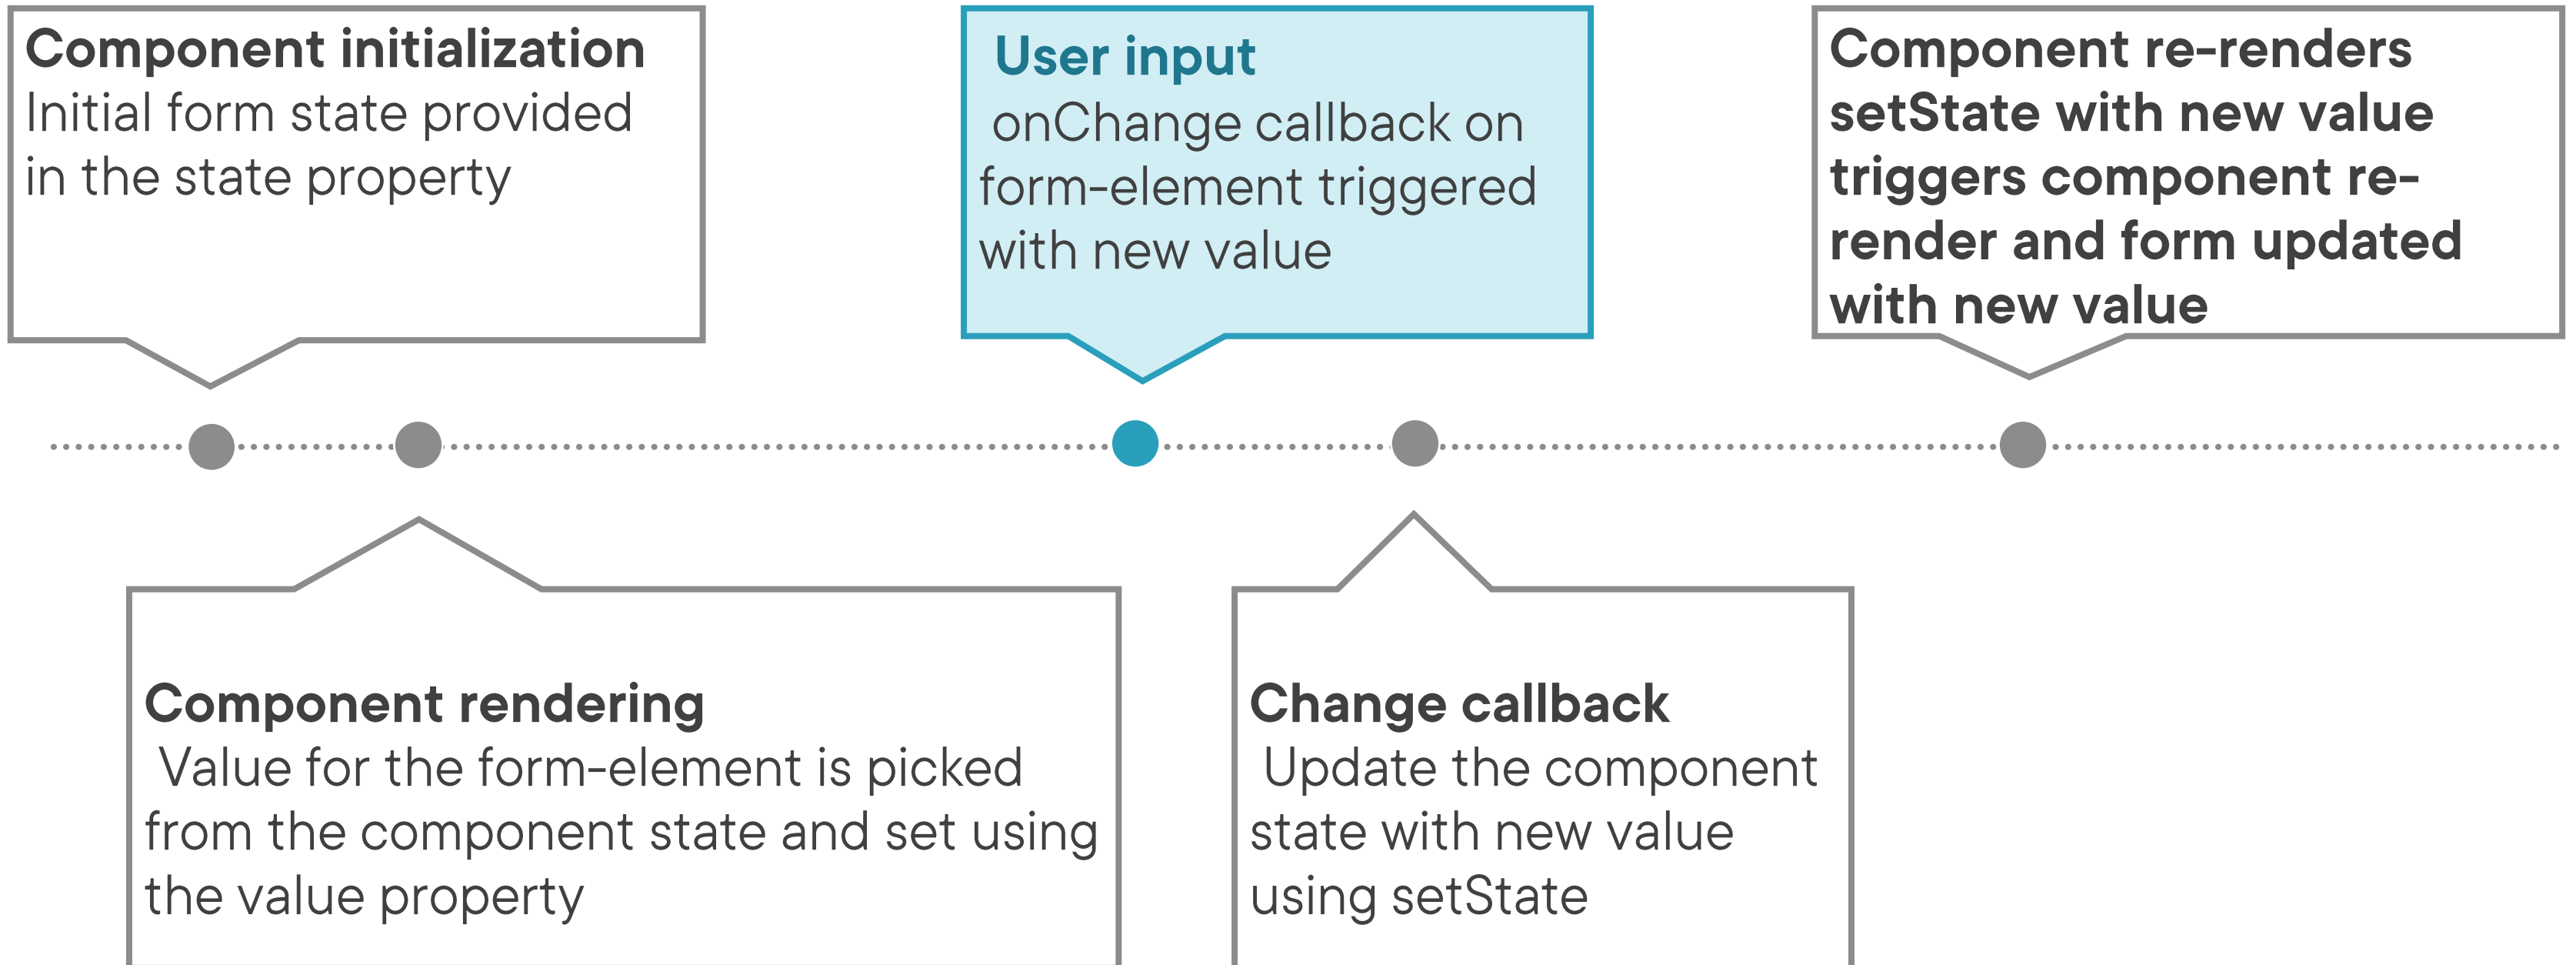 Component initialization
Initial form state provided
in the state property
User input
onChange callback on
form-element triggered
with new value
Component re-renders
setState with new value
triggers component re-
render and form updated
with new value
Component rendering
Value for the form-element is picked
from the component state and set using
the value property
Change callback
Update the component
state with new value
using setState